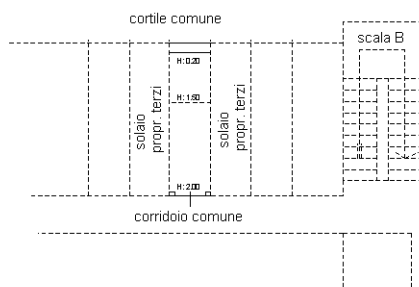 cortile comune
scala B
H:0.20
H:1.50
solaio
propr. terzi
solaio
propr. terzi
H:2.00
corridoio comune